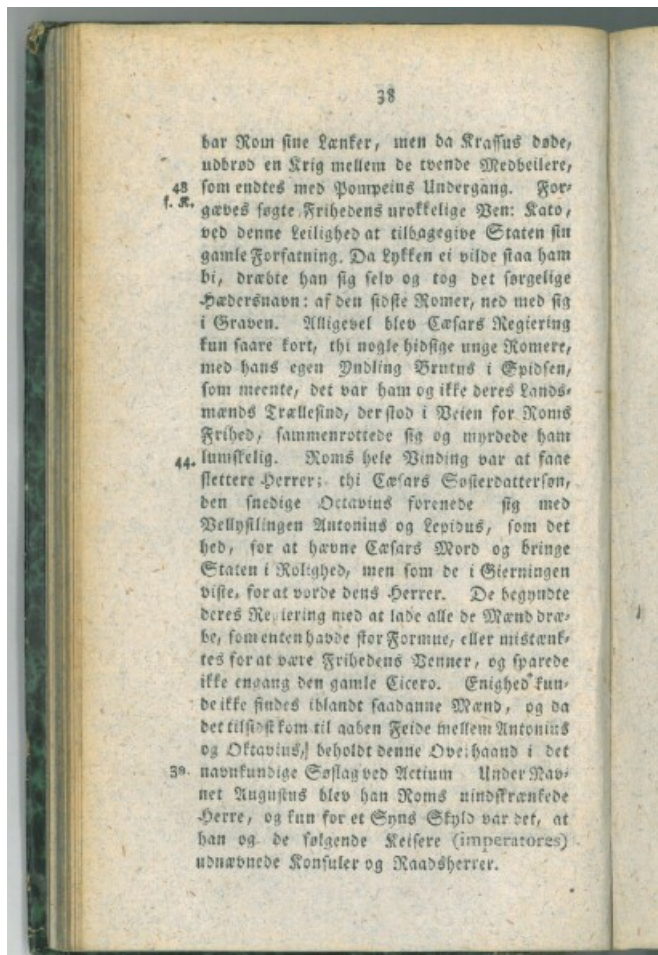 38
bar Rom sine Lænker, men da Krassus døde,
udbrød en Krig mellem de tvende Medbeilere,
48 som endtes med Pompeius Undergang. For-
f. K. gæves søgte Frihedens urokkelige Ven: Kato,
ved denne Leilighed at tilbagegive Staten sin
gamle Forfatning. Da Lykken ei vilde staa ham
bi, dræbte han sig selv og tog det sørgelige
Hædersnavn: af den sidste Romer, ned med sig
i Graven. Alligevel blev Cæsars Regiering
kun saare kort, thi nogle hidsige unge Romere,
med hans egen Yndling Brutus i Spidsen,
som meente, det var ham og ikke deres Lands-
mænds Trællesind, der stod i Veien for Roms
Frihed, sammenrottede sig og myrdede ham
44. lumskelig. Roms hele Vinding var at faae
slettere Herrer; thi Cæsars Søsterdattersøn,
den snedige Octavius forenede sig med
Vellystlingen Antonius og Lepidus, som det
hed, for at hævne Cæsars Mord og bringe
Staten i Rolighed, men som de i Gierningen
viste, for at vorde dens Herrer. De begyndte
deres Regiering med at lade alle de Mænd dræ-
be, som enten havde stor Formue, eller mistænk-
tes for at være Frihedens Venner, og sparede
ikke engang den gamle Cicero. Enighed kun-
de ikke findes iblandt saadanne Mænd, og da
det tilsidst kom til aaben Feide mellem Antonius
og Oktavius, beholdt denne Overhaand i det
30. navnkundige Søslag ved Actium Under Nav-
net Augustus blev han Roms uindskrænkede
Herre, og kun for et Syns Skyld var det, at
han og de følgende Keisere (imperatores)
udnævnede Konsuler og Raadsherrer.